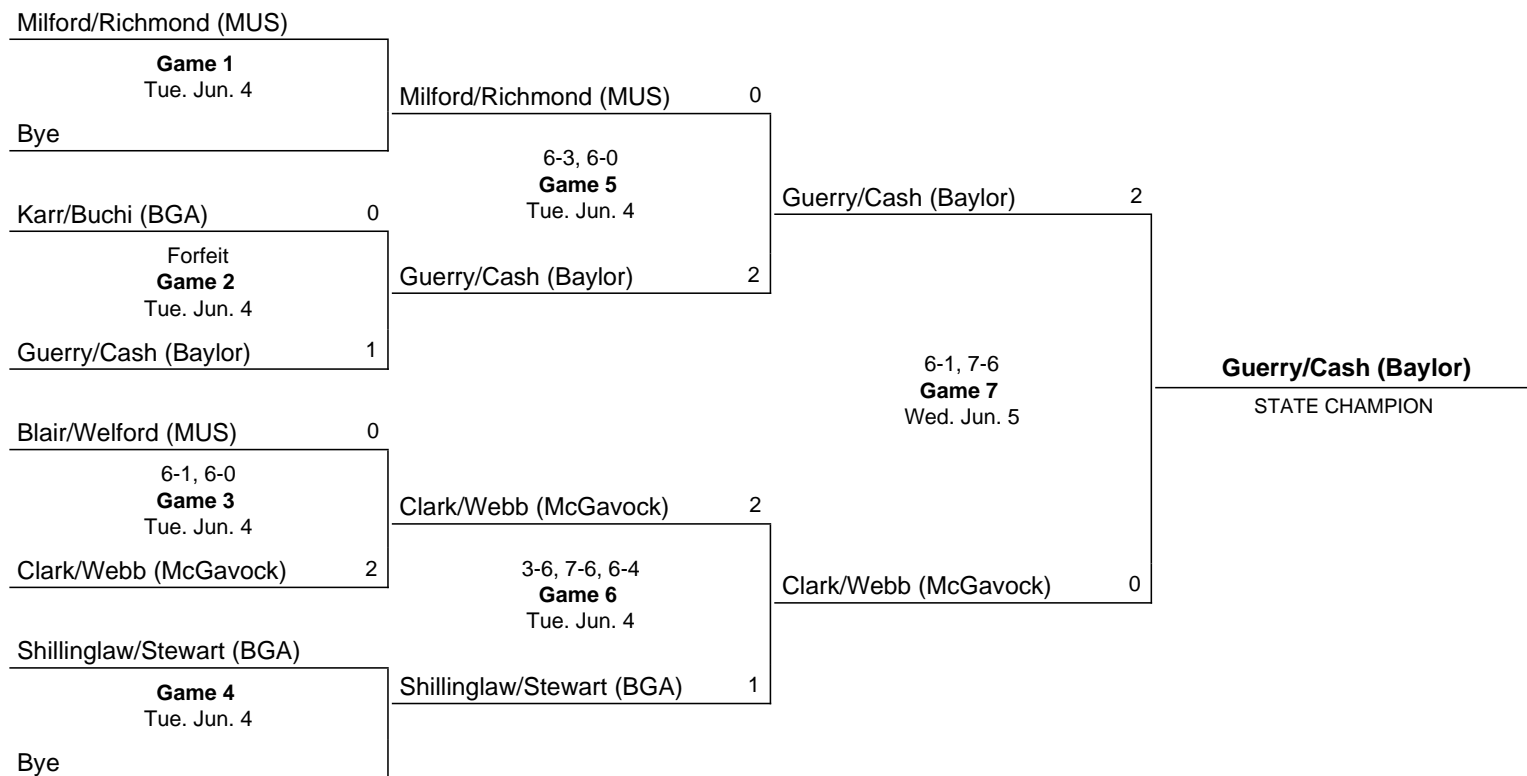 Milford/Richmond (MUS)
Game 1
Tue. Jun. 4
Bye
Karr/Buchi (BGA) 0
Forfeit
Game 2
Tue. Jun. 4
Guerry/Cash (Baylor) 1
Blair/Welford (MUS) 0
6-1, 6-0
Game 3
Tue. Jun. 4
Clark/Webb (McGavock) 2
Shillinglaw/Stewart (BGA)
Game 4
Tue. Jun. 4
Bye
Milford/Richmond (MUS) 0
6-3, 6-0
Game 5
Tue. Jun. 4
Guerry/Cash (Baylor) 2
Clark/Webb (McGavock) 2
3-6, 7-6, 6-4
Game 6
Tue. Jun. 4
Shillinglaw/Stewart (BGA) 1
Guerry/Cash (Baylor) 2
6-1, 7-6
Game 7
Wed. Jun. 5
Clark/Webb (McGavock) 0
Guerry/Cash (Baylor)
STATE CHAMPION